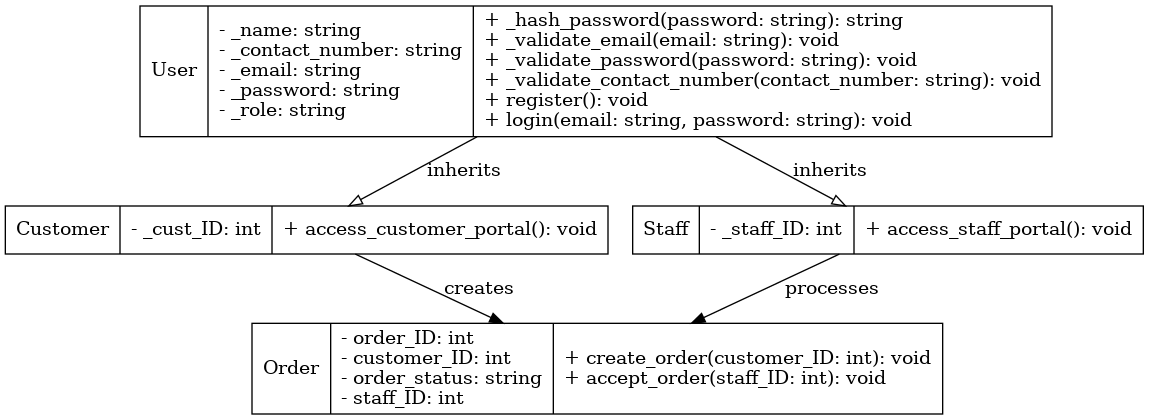 User
- _name: string
- _contact_number: string
- _email: string
- _password: string
- _role: string
+ _hash_password(password: string): string
+ _validate_email(email: string): void
+ _validate_password(password: string): void
+ _validate_contact_number(contact_number: string): void
+ register(): void
+ login(email: string, password: string): void
inherits
inherits
Customer
- _cust_ID: int
+ access_customer_portal(): void
Staff
- _staff_ID: int
+ access_staff_portal(): void
creates
processes
Order
- order_ID: int
- customer_ID: int
- order_status: string
- staff_ID: int
+ create_order(customer_ID: int): void
+ accept_order(staff_ID: int): void